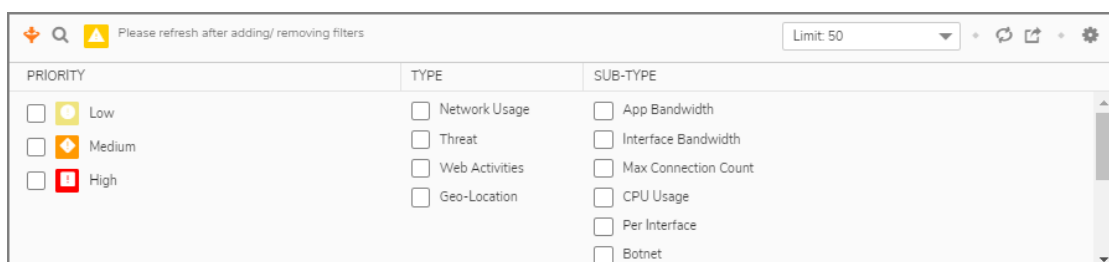 Please refresh after adding/ removing filters
Limit: 50
PRIORITY TYPE SUB-TYPE
Low Network Usage App Bandwidth
Medium Threat Interface Bandwidth
High Web Activities Max Connection Count
Geo-Location CPU Usage
Per Interface
Botnet